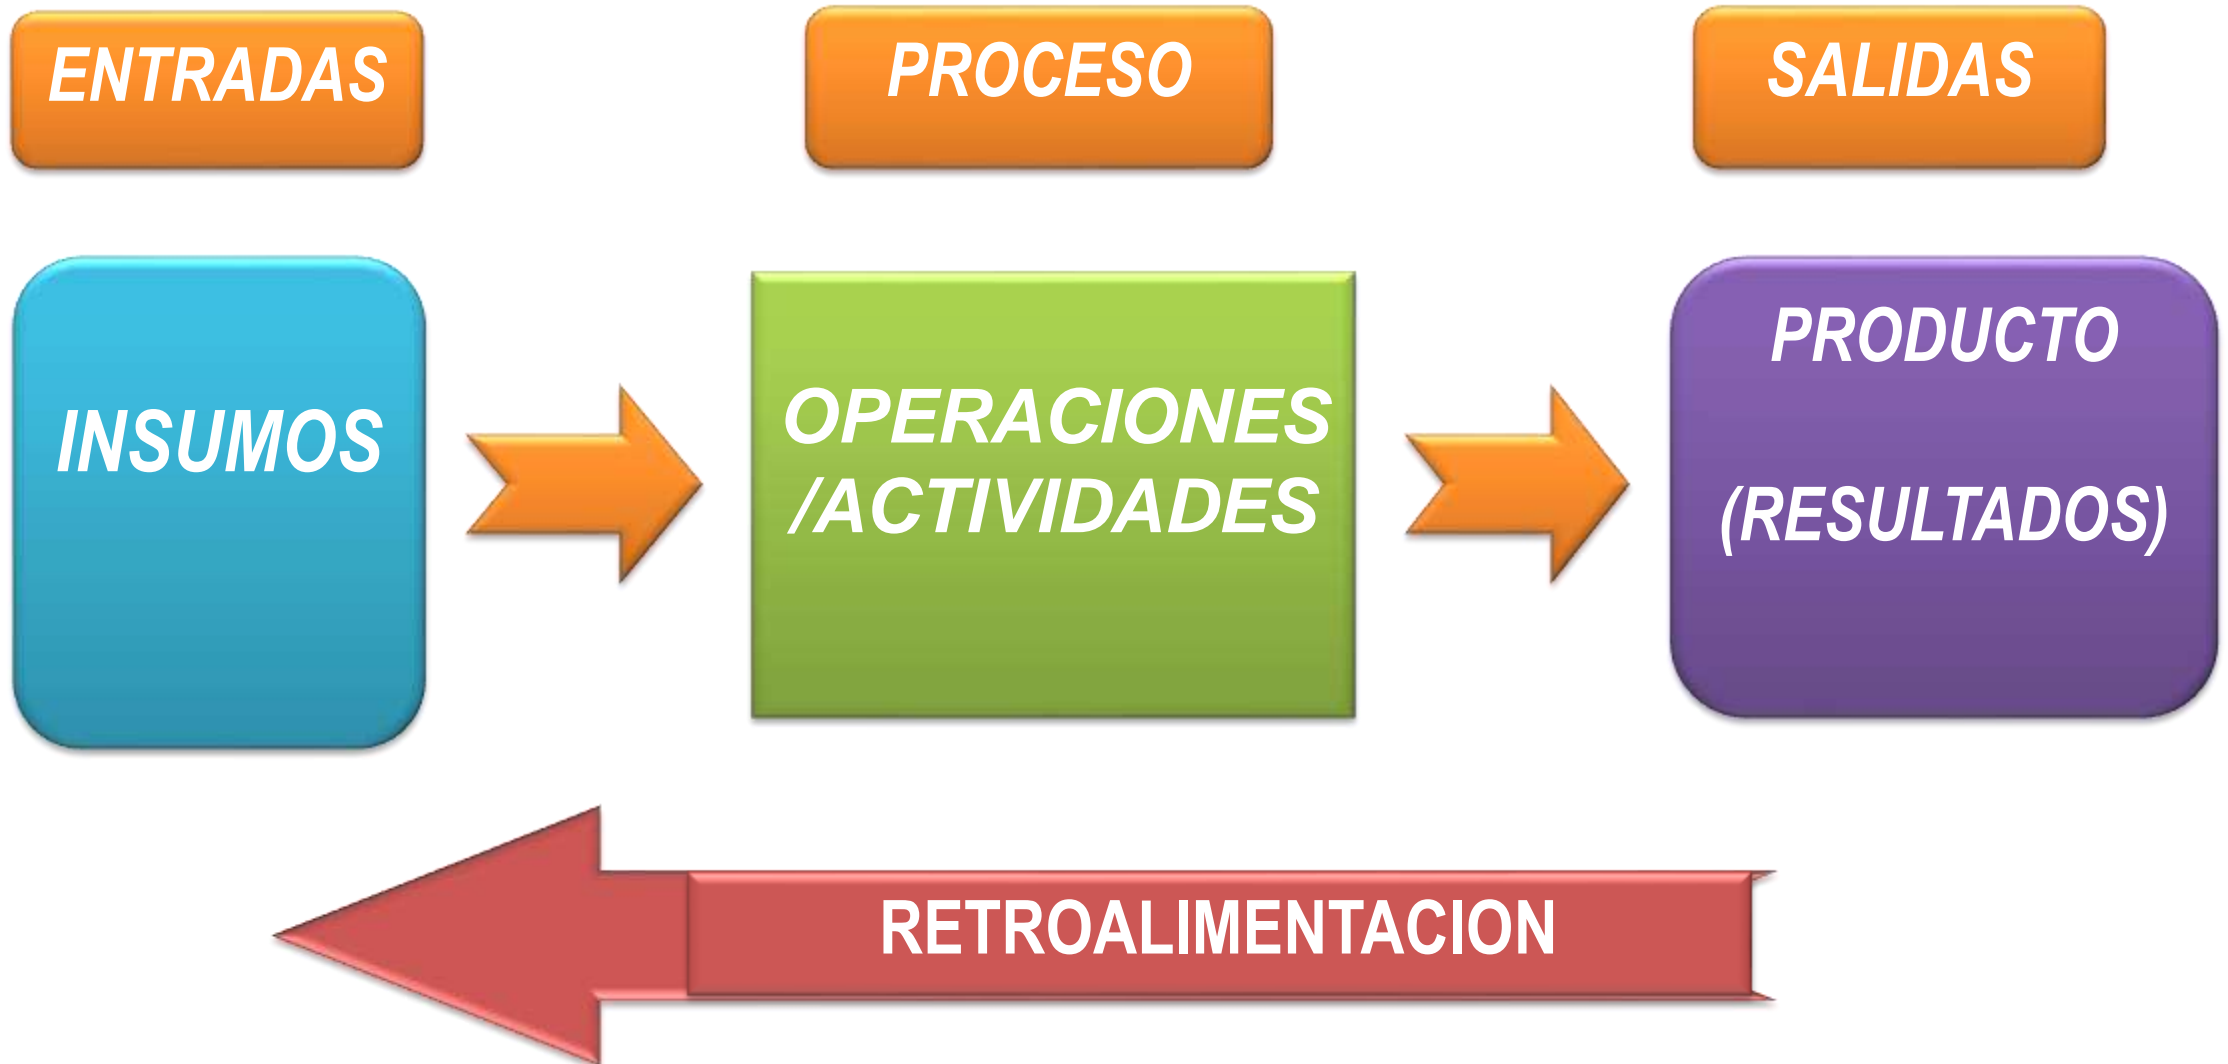 ENTRADAS
PROCESO
SALIDAS
INSUMOS
OPERACIONES
/ACTIVIDADES
PRODUCTO
(RESULTADOS)
RETROALIMENTACION